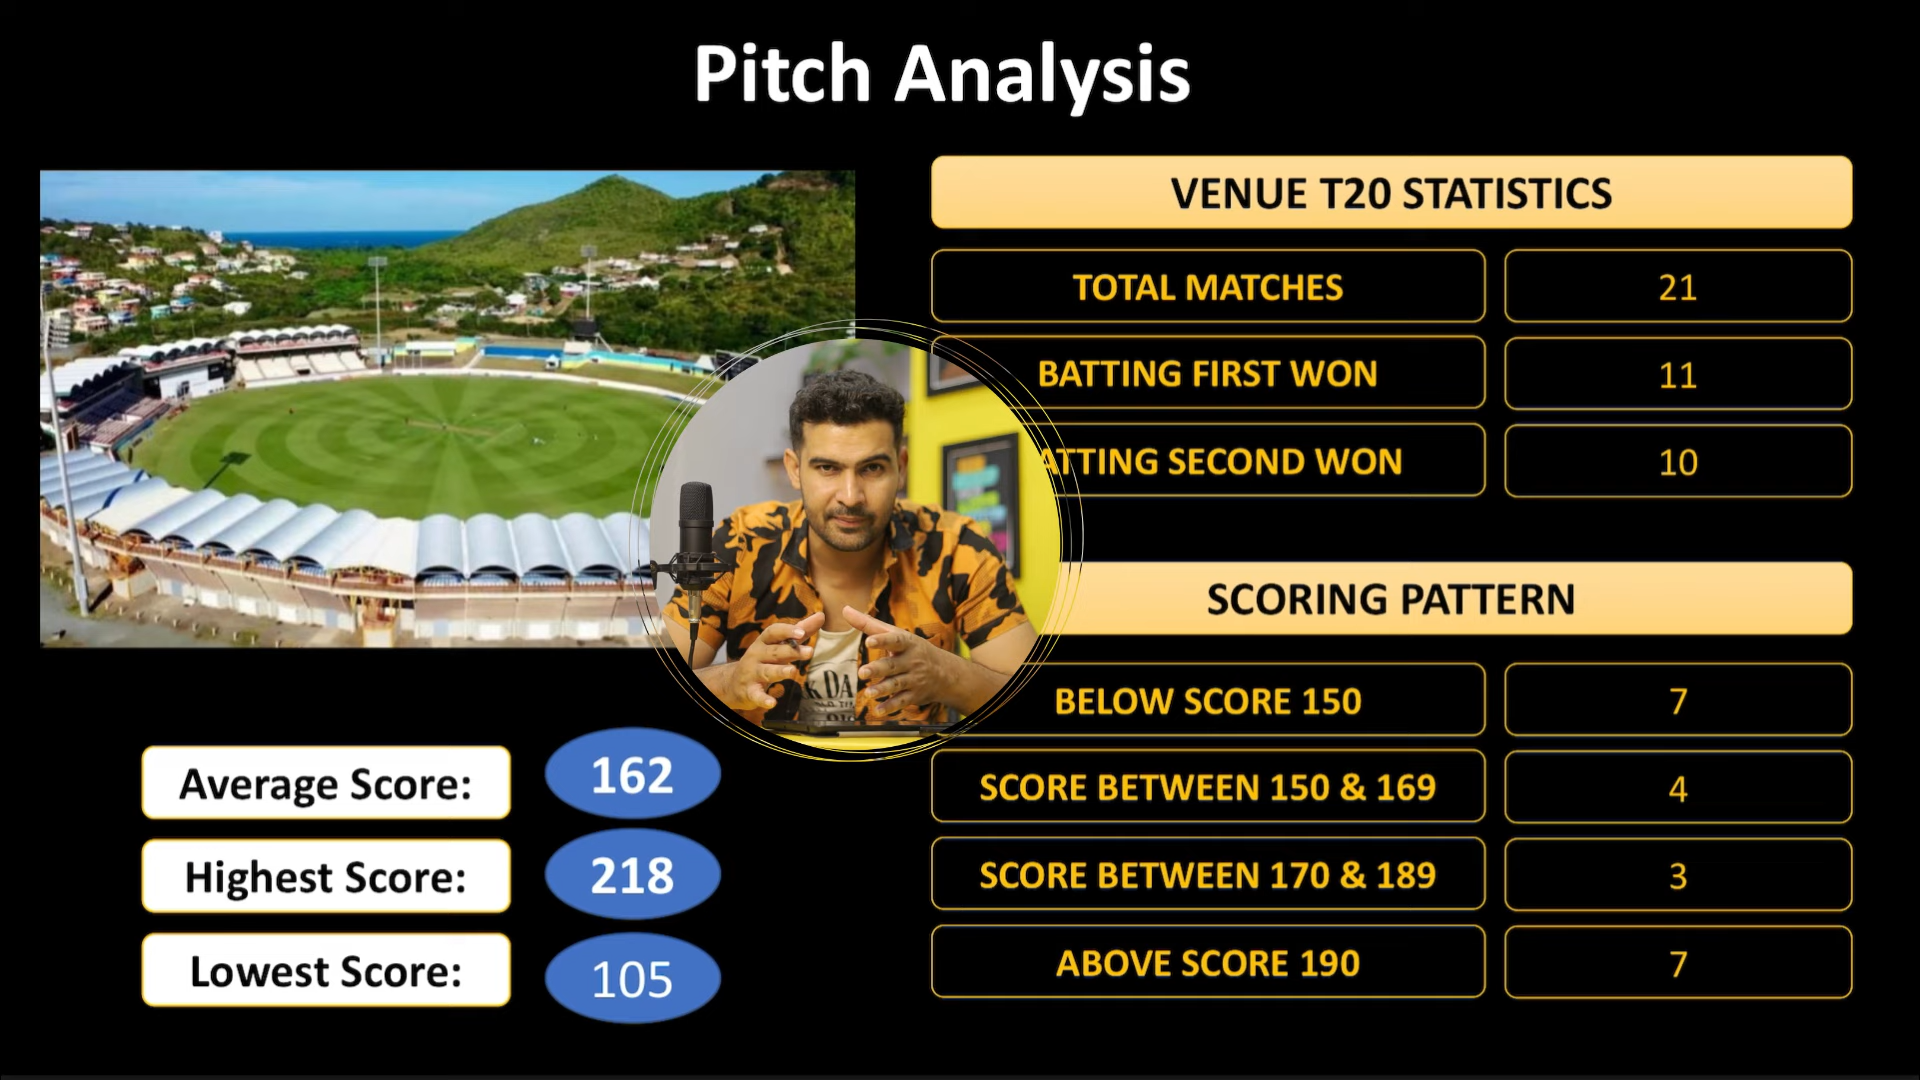 Pitch Analysis
VENUE T20 STATISTICS
TOTAL MATCHES 21
BATTING FIRST WON 11
ATTING SECOND WON 10
SCORING PATTERN
BELOW SCORE 150 7
SCORE BETWEEN 150 & 169 4
SCORE BETWEEN 170 & 189 3
ABOVE SCORE 190 7
Average Score: 162
Highest Score: 218
Lowest Score: 105